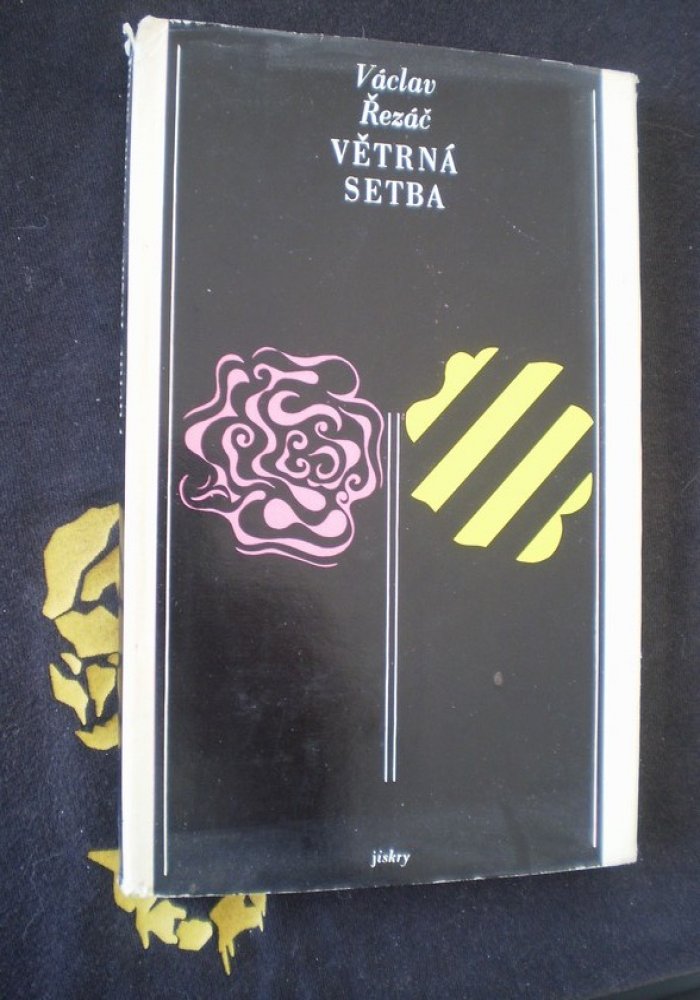 Václav
Řezáč
VĚTRNÁ
SETBA
jiskry